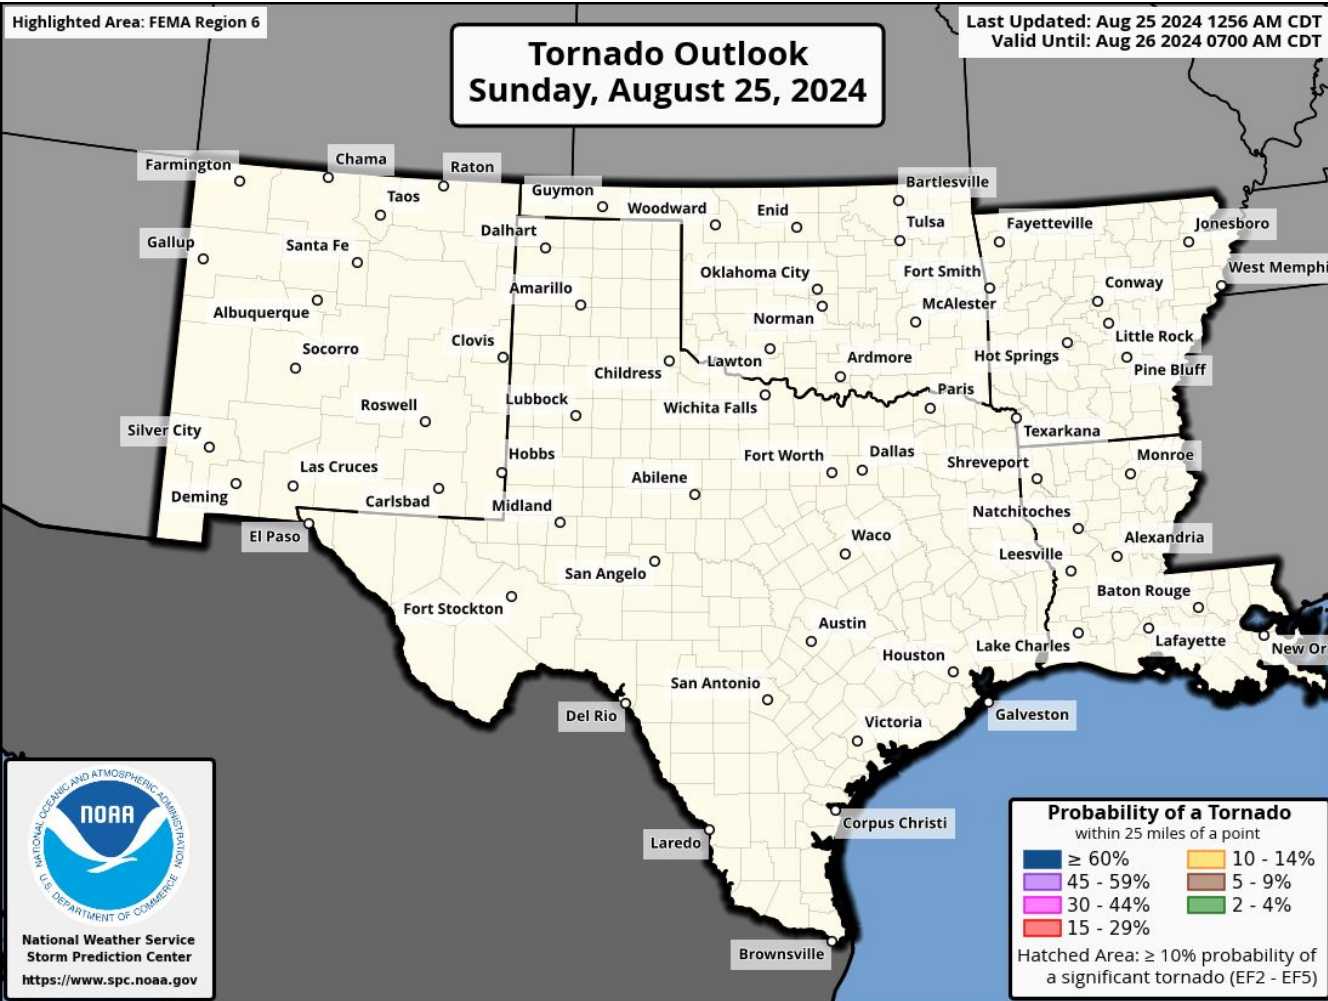 Highlighted Area: FEMA Region 6
Last Updated: Aug 25 2024 1256 AM CDT
Valid Until: Aug 26 2024 0700 AM CDT
Tornado Outlook
Sunday, August 25, 2024
Farmington
Chama
Raton
Taos
Guymon
Woodward
Enid
Bartlesville
Tulsa
Fayetteville
Jonesboro
Gallup
Santa Fe
Dalhart
Oklahoma City
Fort Smith
West Memphi
Amarillo
McAlester
Conway
Albuquerque
Norman
Socorro
Clovis
Little Rock
Childress
Lawton
Ardmore
Hot Springs
Pine Bluff
Roswell
Lubbock
Wichita Falls
Paris
Silver City
Texarkana
Las Cruces
Hobbs
Fort Worth
Dallas
Shreveport
Monroe
Deming
Carlsbad
Midland
Abilene
Natchitoches
El Paso
Waco
Alexandria
San Angelo
Leesville
Fort Stockton
Baton Rouge
Austin
Houston
Lake Charles
Lafayette
New Or
San Antonio
Del Rio
Victoria
Galveston
Laredo
Corpus Christi
Brownsville
NATIONAL OCEANIC AND ATMOSPHERIC ADMINISTRATION
NOAA
U.S. DEPARTMENT OF COMMERCE
National Weather Service
Storm Prediction Center
https://www.spc.noaa.gov
Probability of a Tornado
within 25 miles of a point
≥ 60%
10 - 14%
45 - 59%
5 - 9%
30 - 44%
2 - 4%
15 - 29%
Hatched Area: ≥ 10% probability of
a significant tornado (EF2 - EF5)